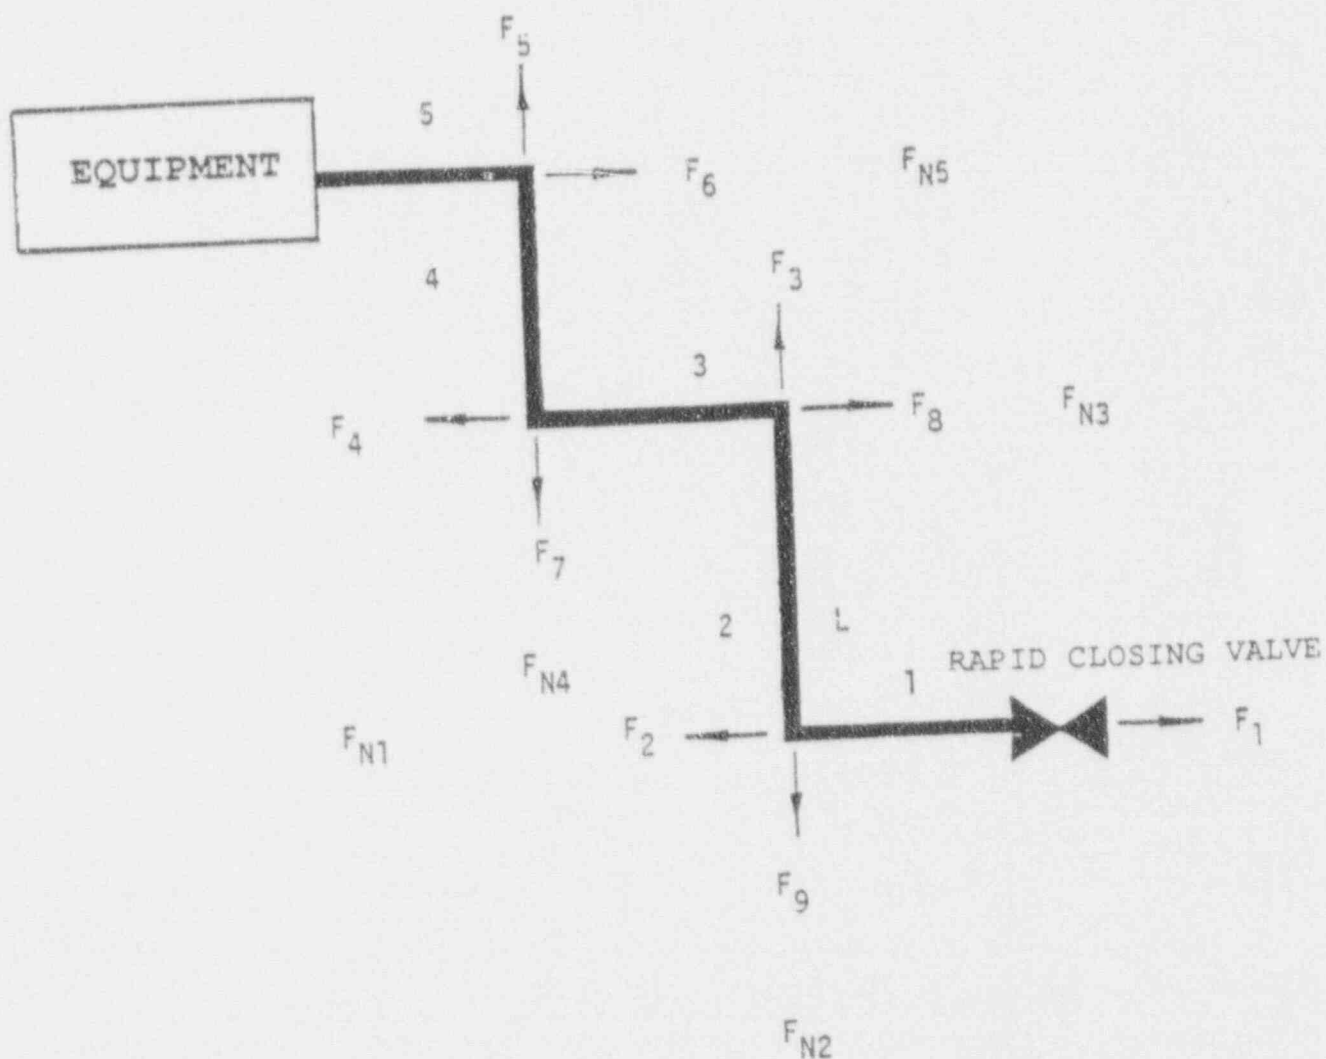 F5
5
EQUIPMENT
F6
FN5
4
F3
3
F4
F8
FN3
F7
2
L
RAPID CLOSING VALVE
FN4
1
FN1
F2
F1
F9
FN2